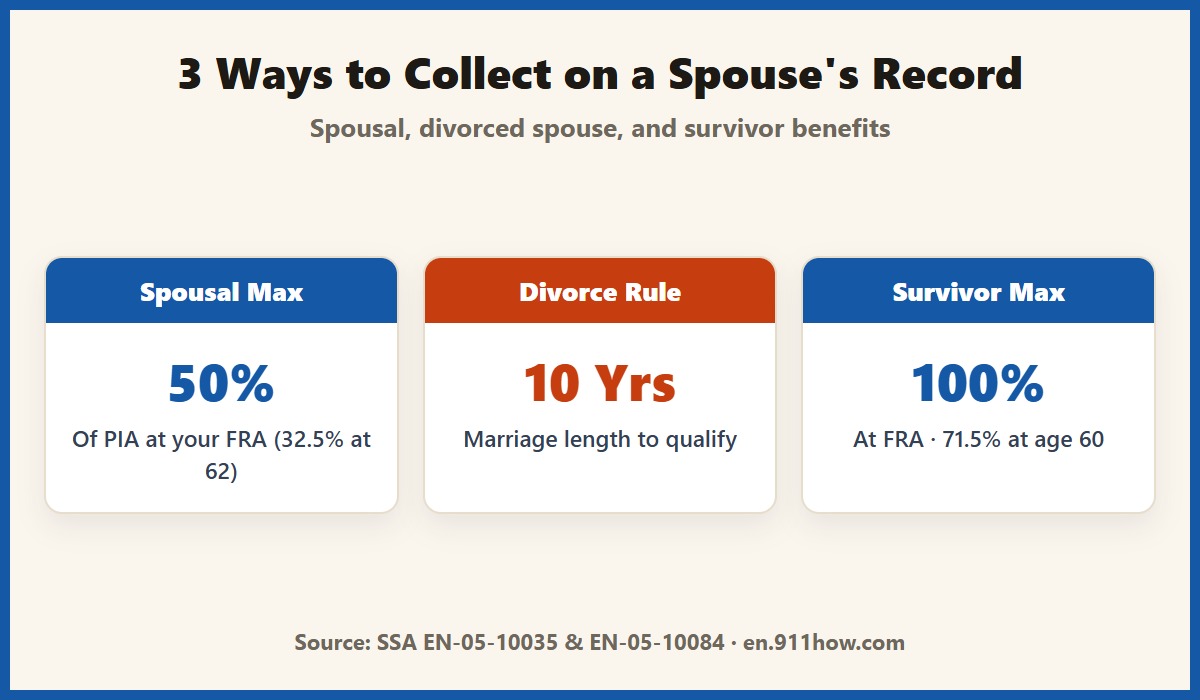 3 Ways to Collect on a Spouse's Record
Spousal, divorced spouse, and survivor benefits
Spousal Max
50%
Of PIA at your FRA (32.5% at
62)
Divorce Rule
10 Yrs
Marriage length to qualify
Survivor Max
100%
At FRA · 71.5% at age 60
Source: SSA EN-05-10035 & EN-05-10084 · en.911how.com